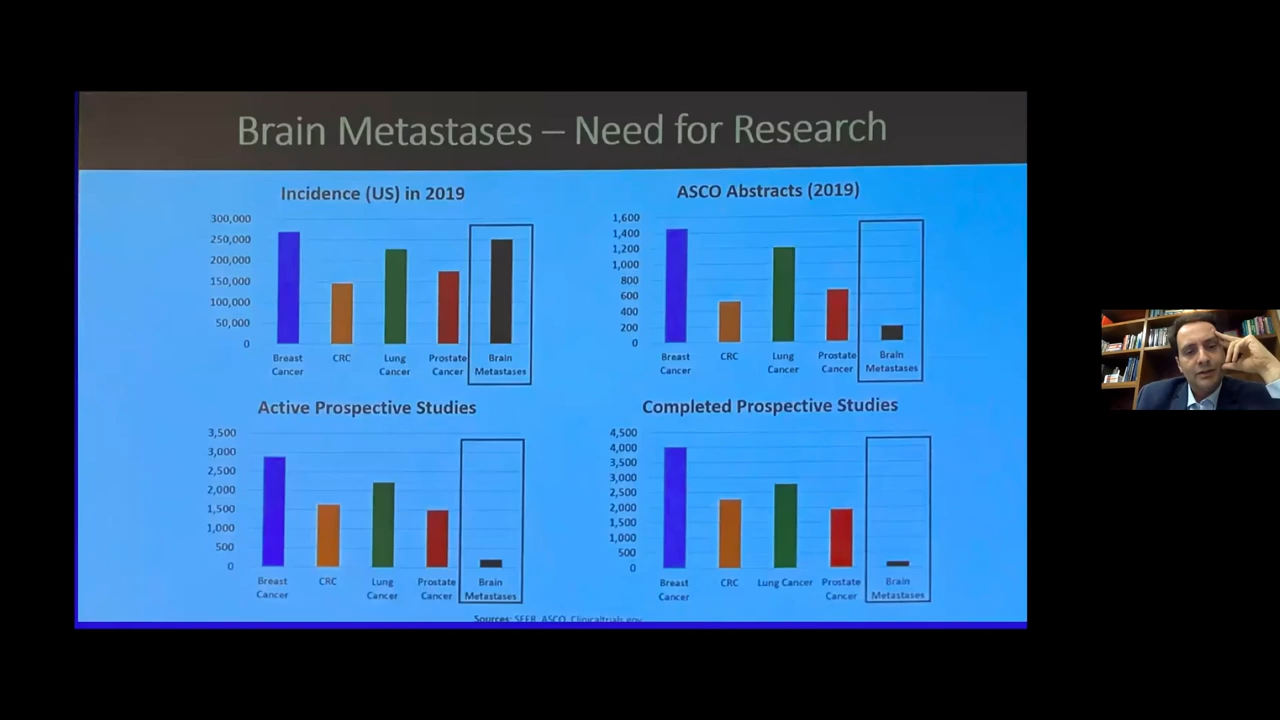 Brain Metastases – Need for Research
Incidence (US) in 2019
300,000
250,000
200,000
150,000
100,000
50,000
0
Breast Cancer
CRC
Lung Cancer
Prostate Cancer
Brain Metastases
ASCO Abstracts (2019)
1,600
1,400
1,200
1,000
800
600
400
200
0
Breast Cancer
CRC
Lung Cancer
Prostate Cancer
Brain Metastases
Active Prospective Studies
3,500
3,000
2,500
2,000
1,500
1,000
500
0
Breast Cancer
CRC
Lung Cancer
Prostate Cancer
Brain Metastases
Completed Prospective Studies
4,500
4,000
3,500
3,000
2,500
2,000
1,500
1,000
500
0
Breast Cancer
CRC
Lung Cancer
Prostate Cancer
Brain Metastases
Sources: SEER, ASCO, Clinicaltrials.gov